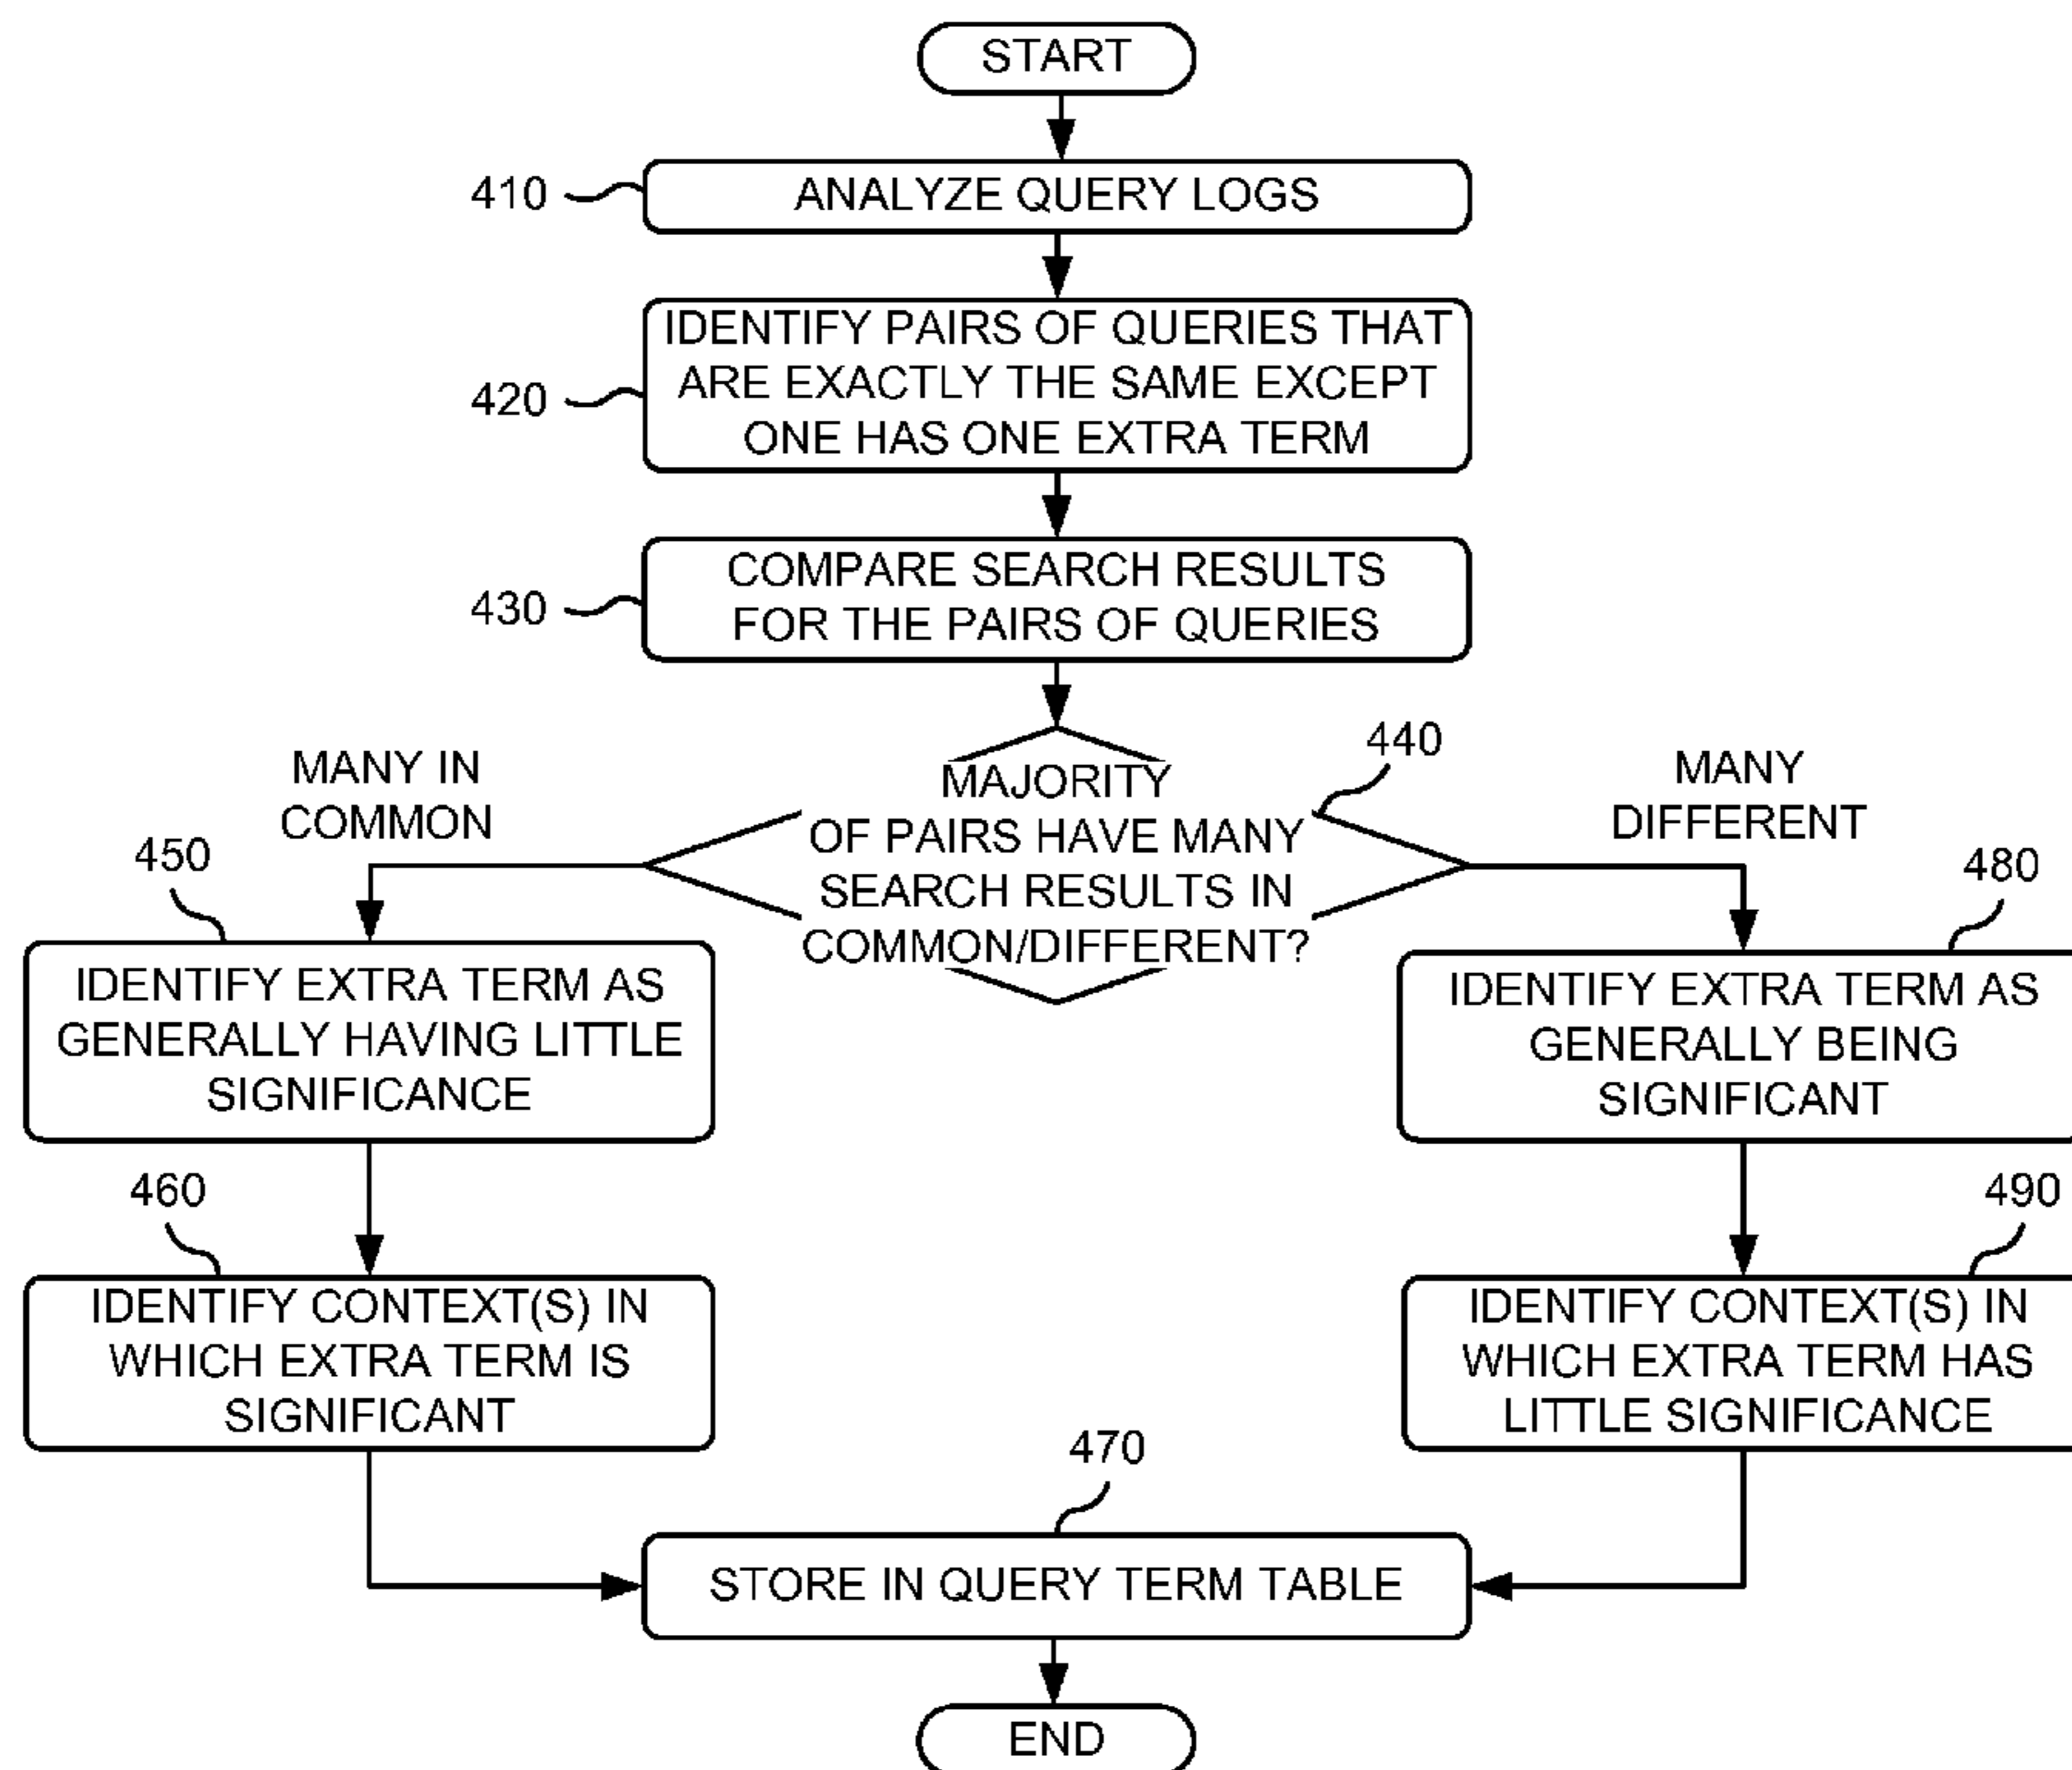 START
410
ANALYZE QUERY LOGS
IDENTIFY PAIRS OF QUERIES THAT
ARE EXACTLY THE SAME EXCEPT
ONE HAS ONE EXTRA TERM
420
COMPARE SEARCH RESULTS
FOR THE PAIRS OF QUERIES
430
440
MAJORITY
OF PAIRS HAVE MANY
SEARCH RESULTS IN
COMMON/DIFFERENT?
MANY IN
COMMON
MANY
DIFFERENT
450
IDENTIFY EXTRA TERM AS
GENERALLY HAVING LITTLE
SIGNIFICANCE
480
IDENTIFY EXTRA TERM AS
GENERALLY BEING
SIGNIFICANT
460
IDENTIFY CONTEXT(S) IN
WHICH EXTRA TERM IS
SIGNIFICANT
490
IDENTIFY CONTEXT(S) IN
WHICH EXTRA TERM HAS
LITTLE SIGNIFICANCE
470
STORE IN QUERY TERM TABLE
END